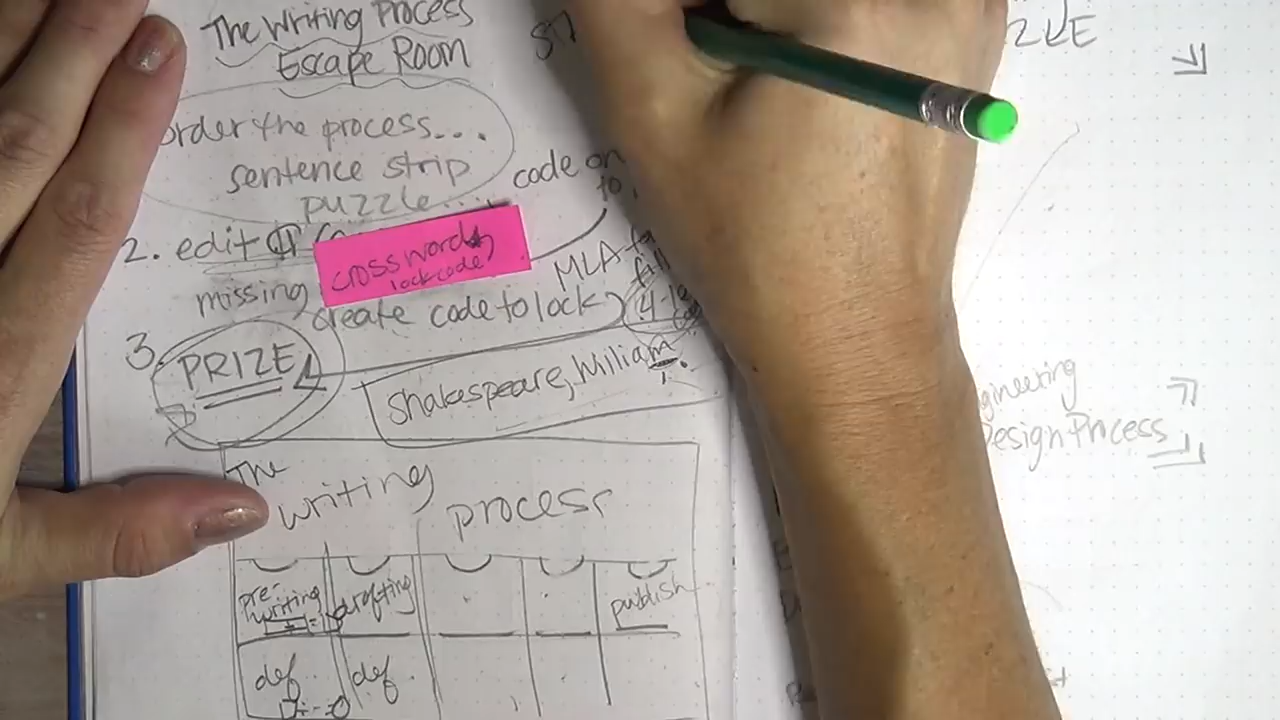 The Writing Process
Escape Room
order the process....
sentence strip
puzzle...
code on
to
2. edit
crossword
lock code
missing
MLA
create code to lock
3.
PRIZE
Shakespeare, William.
The
writing
process
pre-
writing
drafting
publish
def
def
Engineering
Design Process